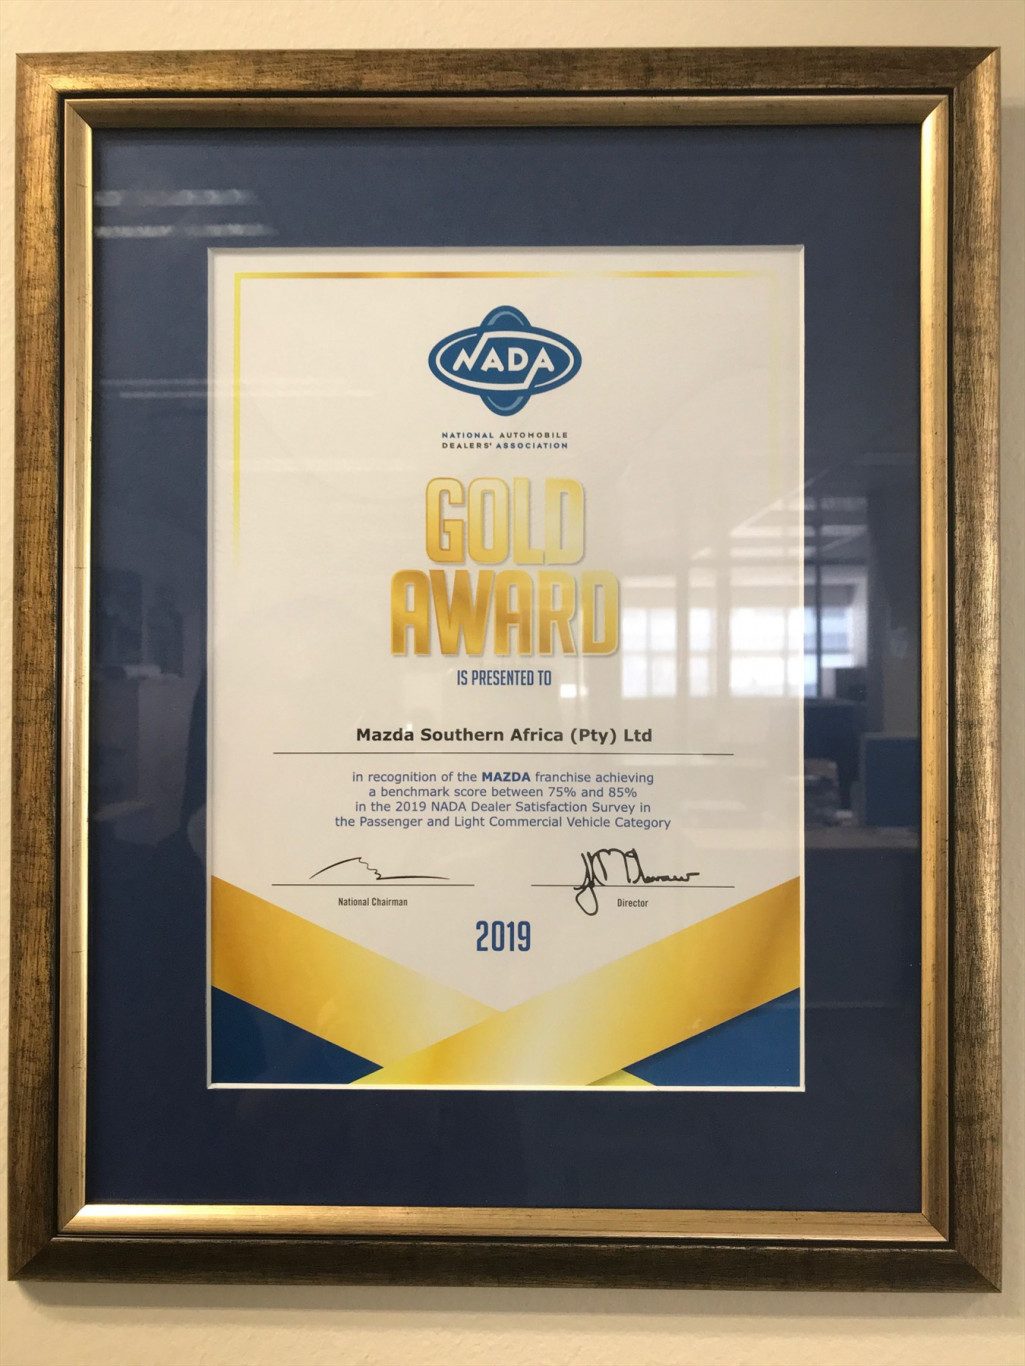 NADA
NATIONAL AUTOMOBILE
DEALERS' ASSOCIATION
GOLD
AWARD
IS PRESENTED TO
Mazda Southern Africa (Pty) Ltd
in recognition of the MAZDA franchise achieving
a benchmark score between 75% and 85%
in the 2019 NADA Dealer Satisfaction Survey in
the Passenger and Light Commercial Vehicle Category
National Chairman
Director
2019